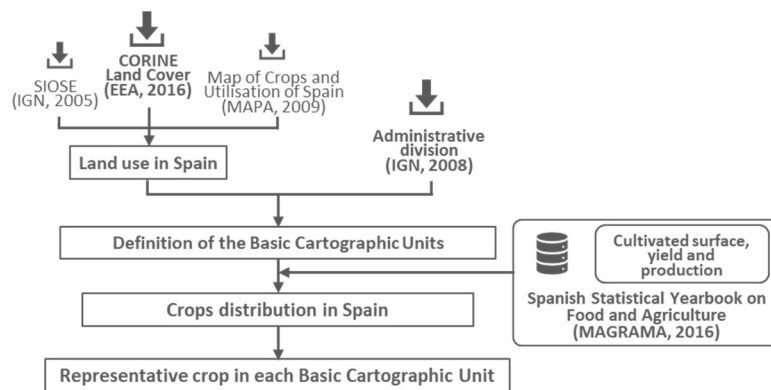 SIOSE
(IGN, 2005)
CORINE
Land Cover
(EEA, 2016)
Map of Crops and
Utilisation of Spain
(MAPA, 2009)
Administrative
division
(IGN, 2008)
Land use in Spain
Definition of the Basic Cartographic Units
Cultivated surface,
yield and
production
Spanish Statistical Yearbook on
Food and Agriculture
(MAGRAMA, 2016)
Crops distribution in Spain
Representative crop in each Basic Cartographic Unit